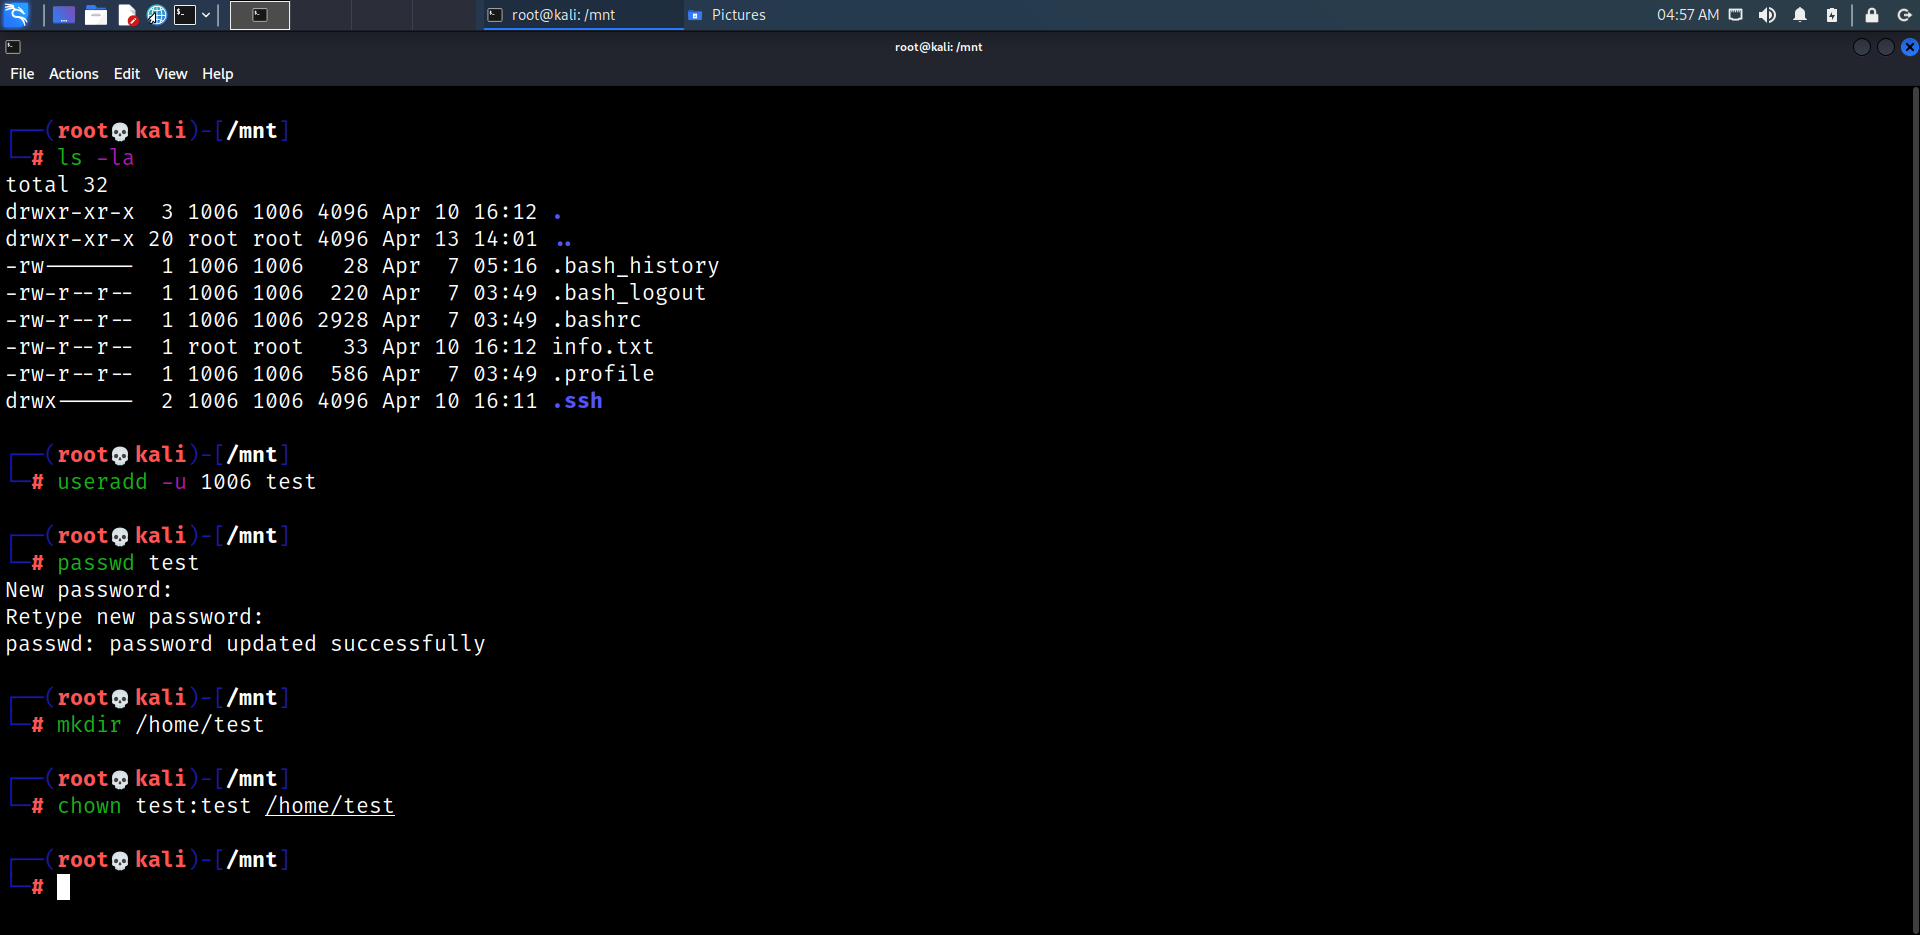 root@kali: /mnt
Pictures
04:57 AM
root@kali: /mnt
File Actions Edit View Help
┌──(root💀kali)-[/mnt]
└─# ls -la
total 32
drwxr-xr-x  3 1006 1006 4096 Apr 10 16:12 .
drwxr-xr-x 20 root root 4096 Apr 13 14:01 ..
-rw-------  1 1006 1006   28 Apr  7 05:16 .bash_history
-rw-r--r--  1 1006 1006  220 Apr  7 03:49 .bash_logout
-rw-r--r--  1 1006 1006 2928 Apr  7 03:49 .bashrc
-rw-r--r--  1 root root   33 Apr 10 16:12 info.txt
-rw-r--r--  1 1006 1006  586 Apr  7 03:49 .profile
drwx------  2 1006 1006 4096 Apr 10 16:11 .ssh
┌──(root💀kali)-[/mnt]
└─# useradd -u 1006 test
┌──(root💀kali)-[/mnt]
└─# passwd test
New password:
Retype new password:
passwd: password updated successfully
┌──(root💀kali)-[/mnt]
└─# mkdir /home/test
┌──(root💀kali)-[/mnt]
└─# chown test:test /home/test
┌──(root💀kali)-[/mnt]
└─#